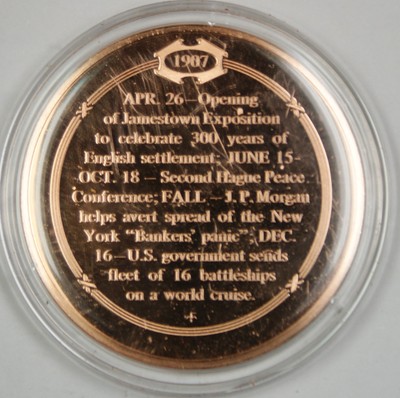 1907
APR. 26—Opening
of Jamestown Exposition
to celebrate 300 years of
English settlement; JUNE 15-
OCT. 18 — Second Hague Peace
Conference; FALL — J. P. Morgan
helps avert spread of the New
York "Bankers' panic"; DEC.
16—U.S. government sends
fleet of 16 battleships
on a world cruise.